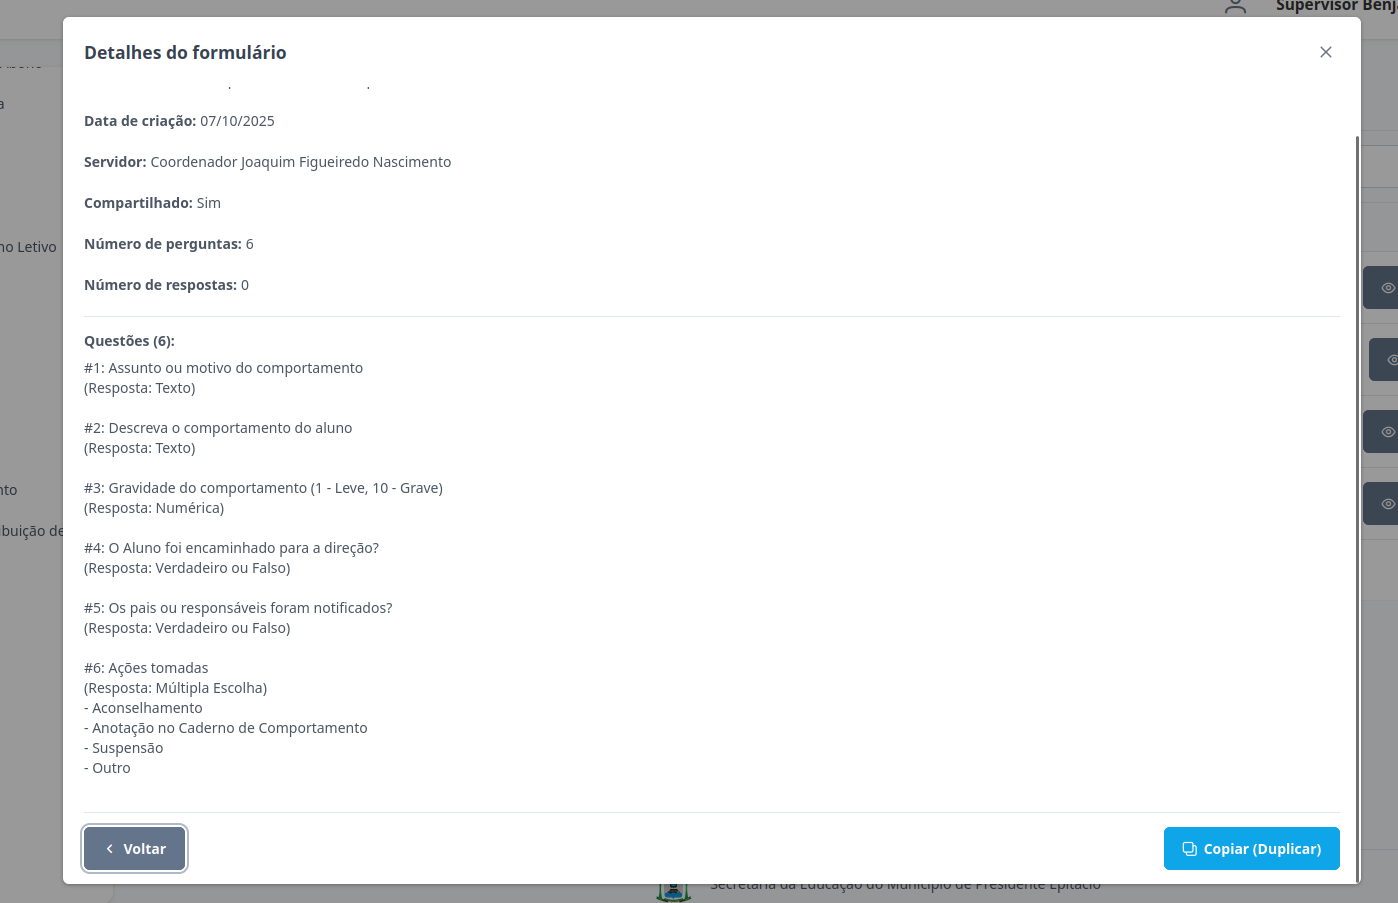 Supervisor
Detalhes do formulário
Data de criação: 07/10/2025
Servidor: Coordenador Joaquim Figueiredo Nascimento
Compartilhado: Sim
Número de perguntas: 6
Letivo
Número de respostas: 0
Questões (6):
#1: Assunto ou motivo do comportamento
(Resposta: Texto)
#2: Descreva o comportamento do aluno
(Resposta: Texto)
#3: Gravidade do comportamento (1 - Leve, 10 - Grave)
(Resposta: Numérica)
#4: O Aluno foi encaminhado para a direção?
(Resposta: Verdadeiro ou Falso)
#5: Os pais ou responsáveis foram notificados?
(Resposta: Verdadeiro ou Falso)
#6: Ações tomadas
(Resposta: Múltipla Escolha)
- Aconselhamento
- Anotação no Caderno de Comportamento
- Suspensão
- Outro
Voltar
Copiar (Duplicar)
Secretaria da Educação do Município de Presidente Epitácio